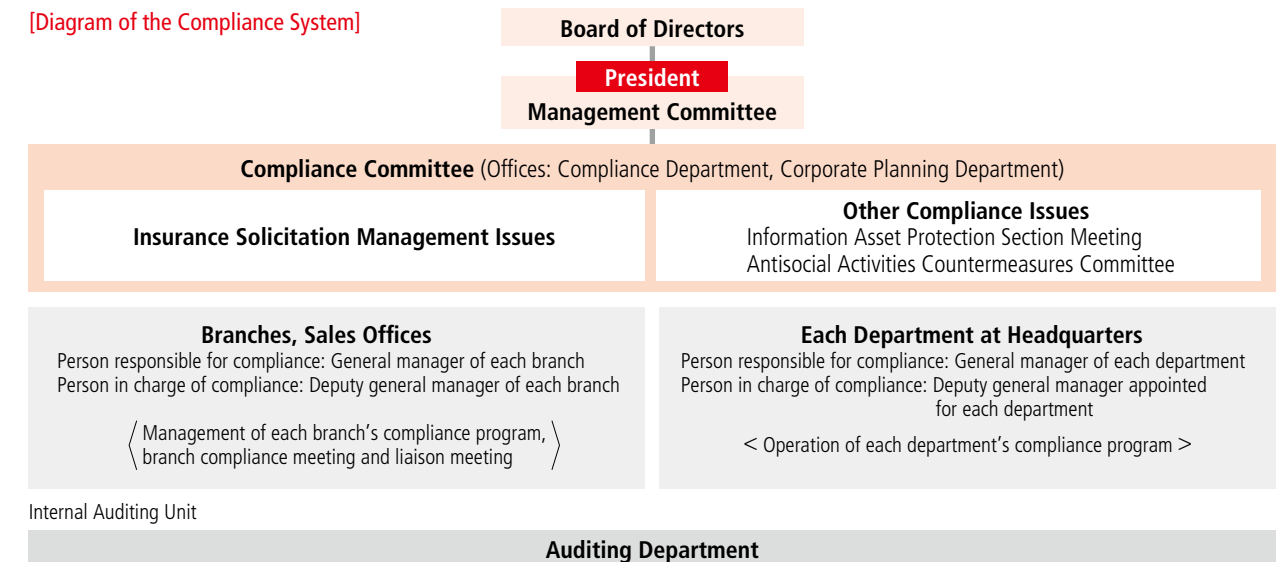 [Diagram of the Compliance System]
Board of Directors
President
Management Committee
Compliance Committee (Offices: Compliance Department, Corporate Planning Department)
Insurance Solicitation Management Issues
Other Compliance Issues
Information Asset Protection Section Meeting
Antisocial Activities Countermeasures Committee
Branches, Sales Offices
Person responsible for compliance: General manager of each branch
Person in charge of compliance: Deputy general manager of each branch
Management of each branch’s compliance program,
branch compliance meeting and liaison meeting
Each Department at Headquarters
Person responsible for compliance: General manager of each department
Person in charge of compliance: Deputy general manager appointed
for each department
< Operation of each department’s compliance program >
Internal Auditing Unit
Auditing Department